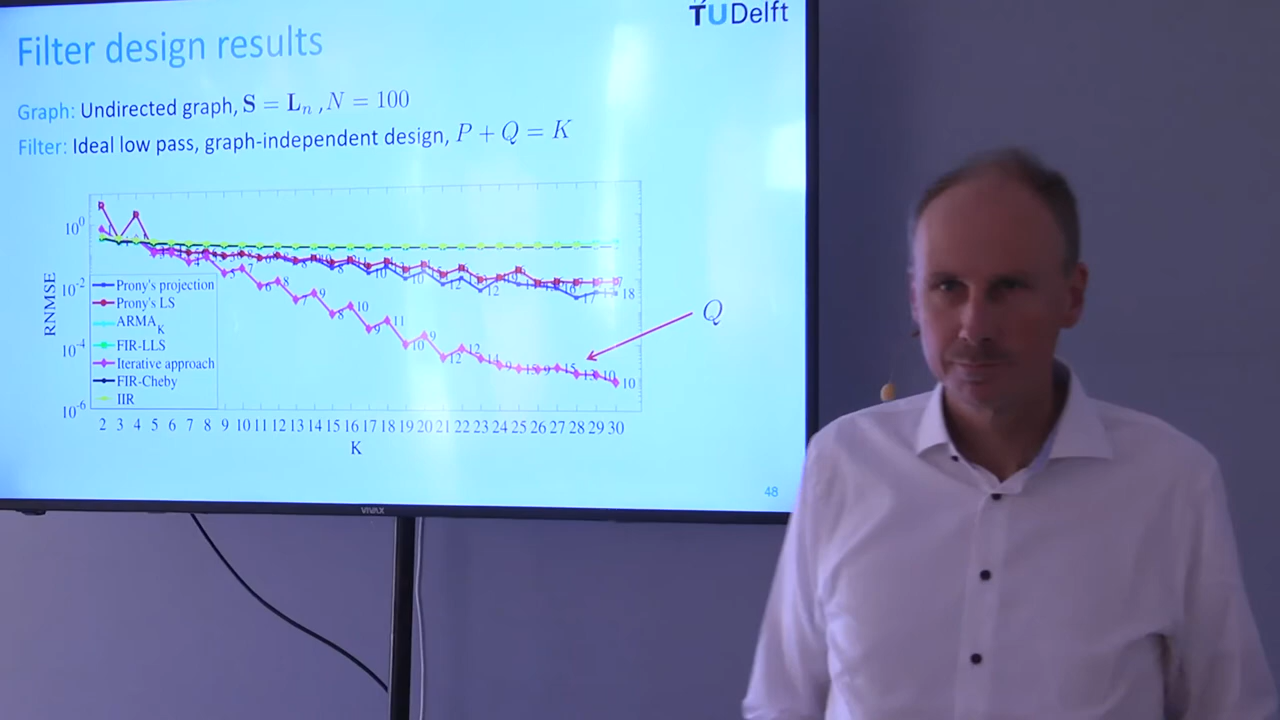 TUDelft
Filter design results
Graph: Undirected graph, S = Lₙ , N = 100
Filter: Ideal low pass, graph-independent design, P + Q = K
10⁰
10⁻²
10⁻⁴
10⁻⁶
RNMSE
Prony's projection
Prony's LS
ARMA_K
FIR-LLS
Iterative approach
FIR-Cheby
IIR
Q
18
10
2 3 4 5 6 7 8 9 10 11 12 13 14 15 16 17 18 19 20 21 22 23 24 25 26 27 28 29 30
K
48
VIVAX